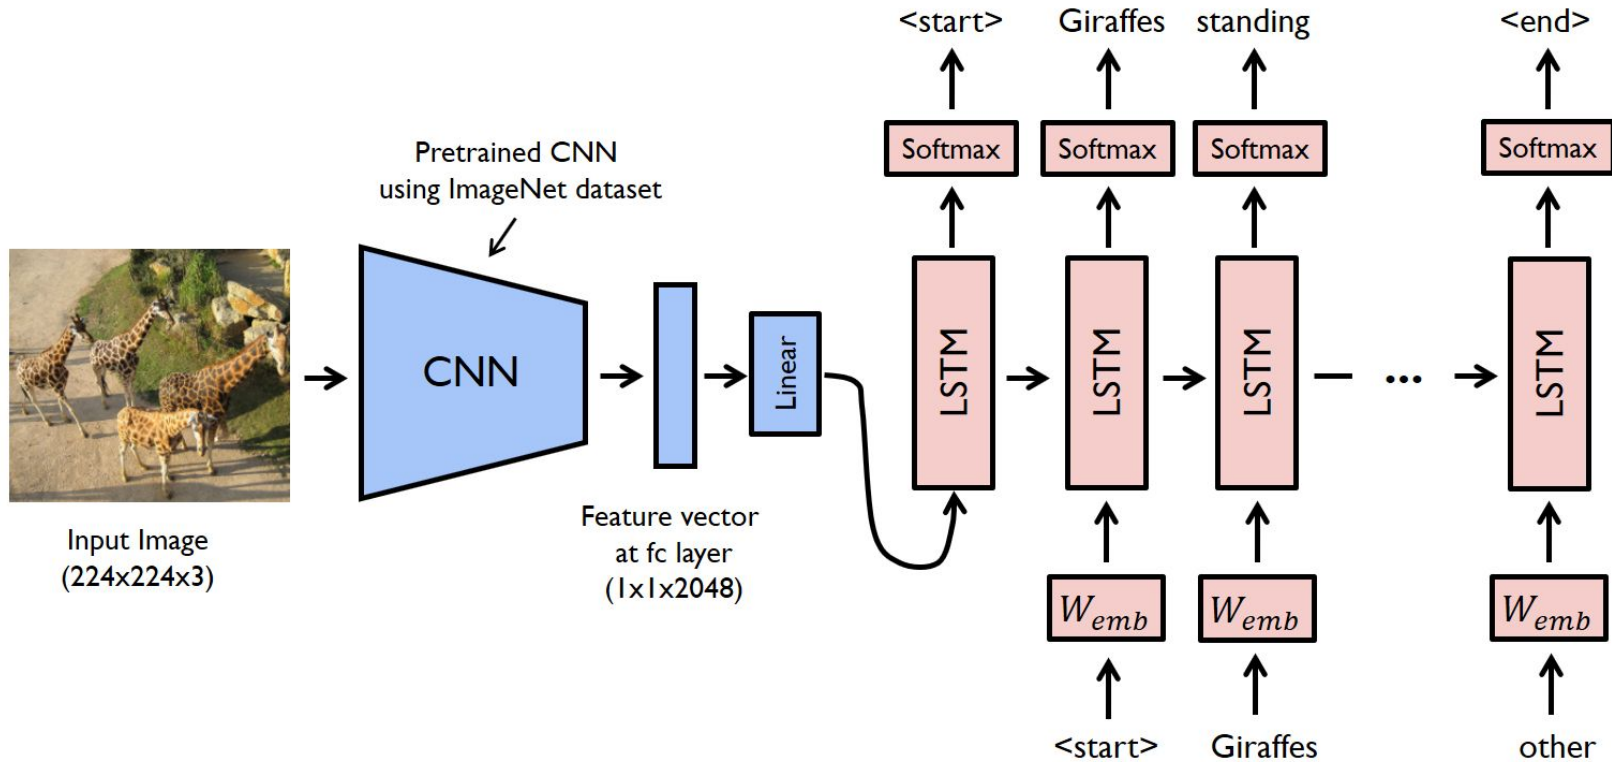 <start> Giraffes standing <end>
Softmax Softmax Softmax Softmax
Pretrained CNN
using ImageNet dataset
CNN
Linear
LSTM LSTM LSTM ... LSTM
Input Image
(224x224x3)
Feature vector
at fc layer
(1x1x2048)
W_emb W_emb W_emb
<start> Giraffes other